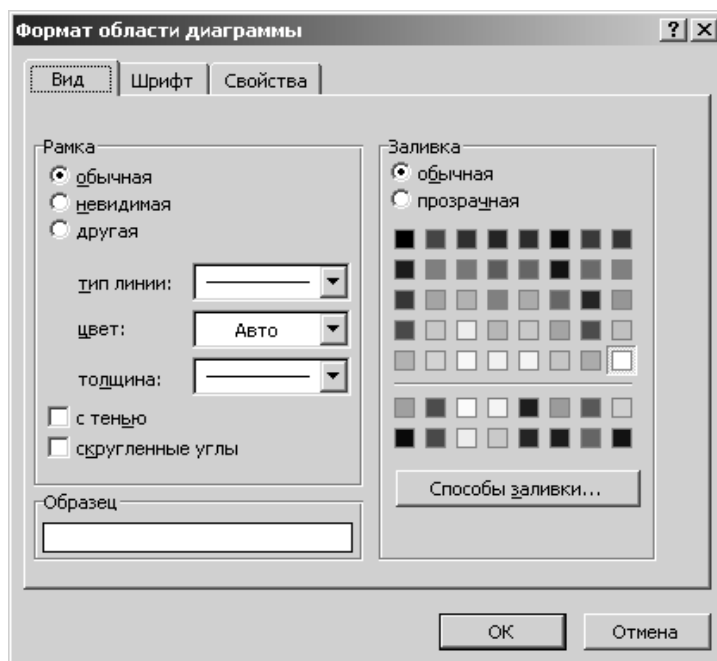 Формат области диаграммы
Вид
Шрифт
Свойства
Рамка
обычная
невидимая
другая
тип линии:
цвет:
Авто
толщина:
с тенью
скругленные углы
Образец
Заливка
обычная
прозрачная
Способы заливки...
ОК
Отмена